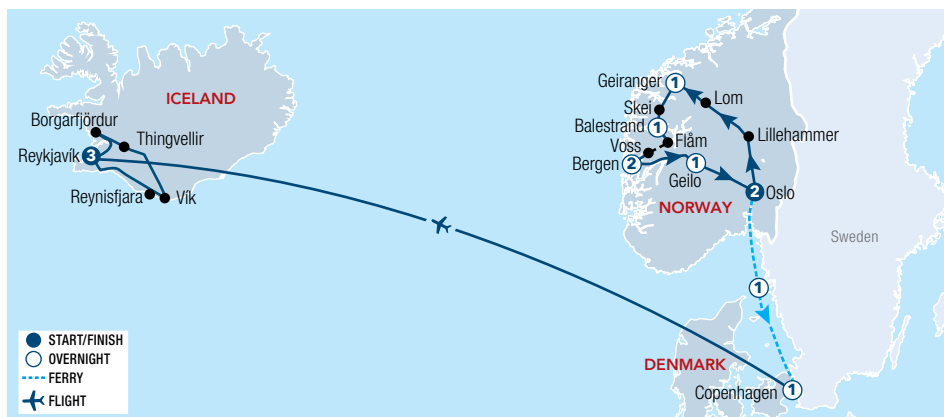 ICELAND
Borgarfjördur
Thingvellir
Reykjavík
3
Reynisfjara
Vík
Geiranger
1
Lom
Skei
Balestrand
1
Lillehammer
Flåm
Voss
Bergen
2
1
Geilo
2
Oslo
NORWAY
Sweden
1
DENMARK
Copenhagen
1
START/FINISH
OVERNIGHT
FERRY
FLIGHT